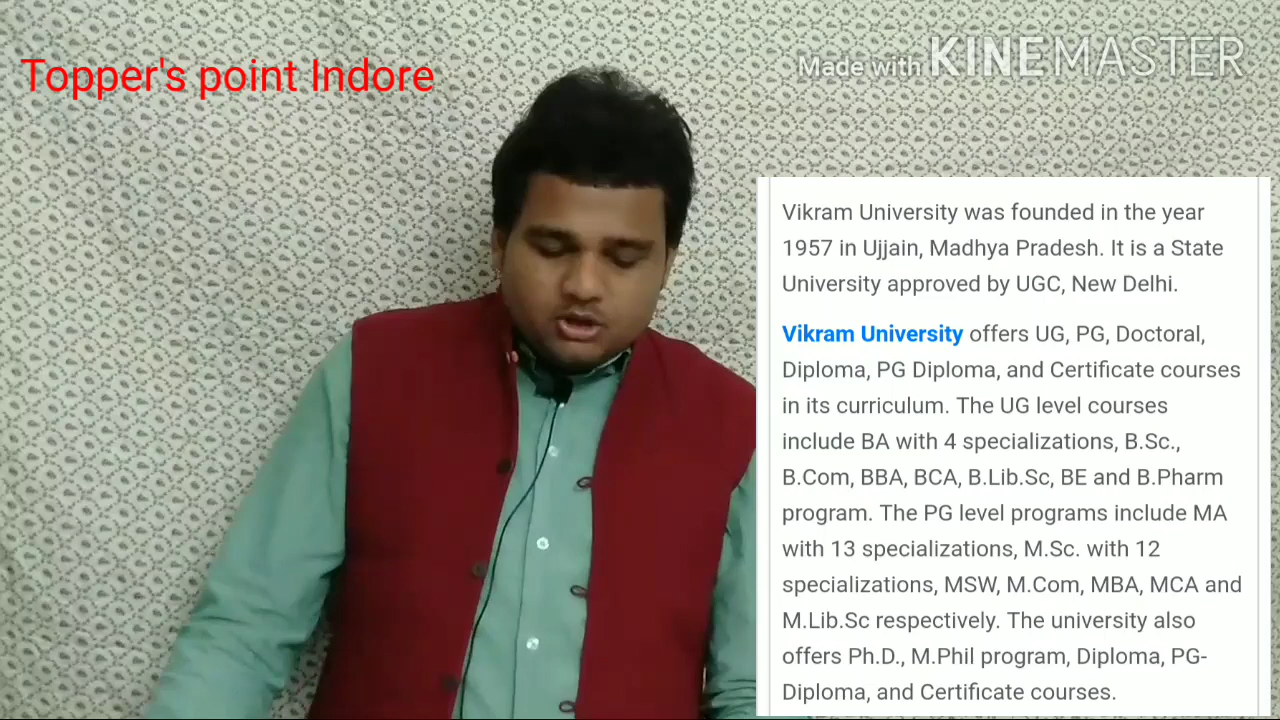 Topper's point Indore
Made with KINEMASTER
Vikram University was founded in the year
1957 in Ujjain, Madhya Pradesh. It is a State
University approved by UGC, New Delhi.
Vikram University offers UG, PG, Doctoral,
Diploma, PG Diploma, and Certificate courses
in its curriculum. The UG level courses
include BA with 4 specializations, B.Sc.,
B.Com, BBA, BCA, B.Lib.Sc, BE and B.Pharm
program. The PG level programs include MA
with 13 specializations, M.Sc. with 12
specializations, MSW, M.Com, MBA, MCA and
M.Lib.Sc respectively. The university also
offers Ph.D., M.Phil program, Diploma, PG-
Diploma, and Certificate courses.